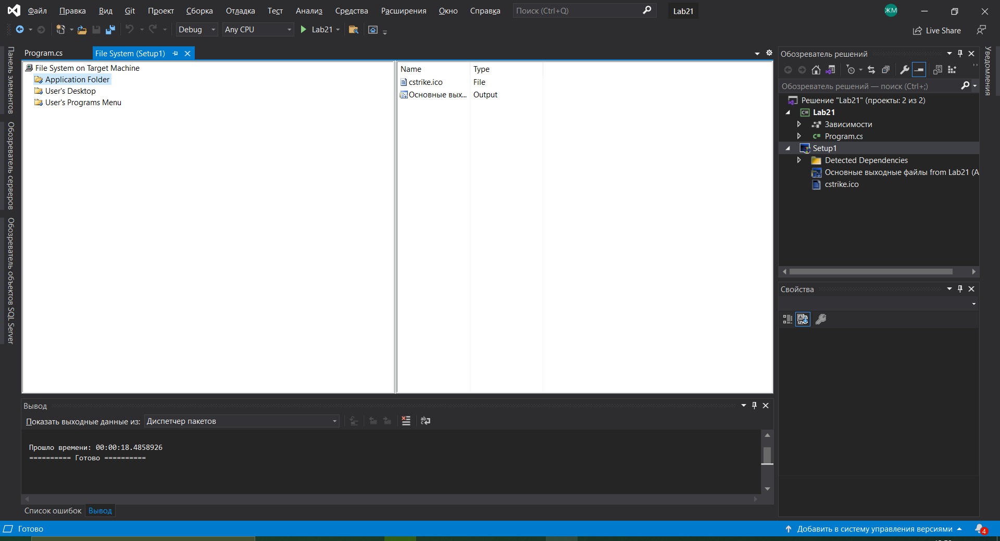 Файл Правка Вид Git Проект Сборка Отладка Тест Анализ Средства Расширения Окно Справка Поиск (Ctrl+Q) Lab21 ЖМ
Debug Any CPU Lab21 Live Share
Панель элементов
Обозреватель серверов
Обозреватель объектов SQL Server
Program.cs File System (Setup1)
File System on Target Machine
Application Folder
User's Desktop
User's Programs Menu
Name Type
cstrike.ico File
Основные вых... Output
Обозреватель решений
Обозреватель решений — поиск (Ctrl+;)
Решение "Lab21" (проекты: 2 из 2)
Lab21
Зависимости
C# Program.cs
Setup1
Detected Dependencies
Основные выходные файлы from Lab21 (A
cstrike.ico
Уведомления
Свойства
Вывод
Показать выходные данные из: Диспетчер пакетов
Прошло времени: 00:00:18.4858926
========== Готово ==========
Список ошибок Вывод
Готово Добавить в систему управления версиями 4